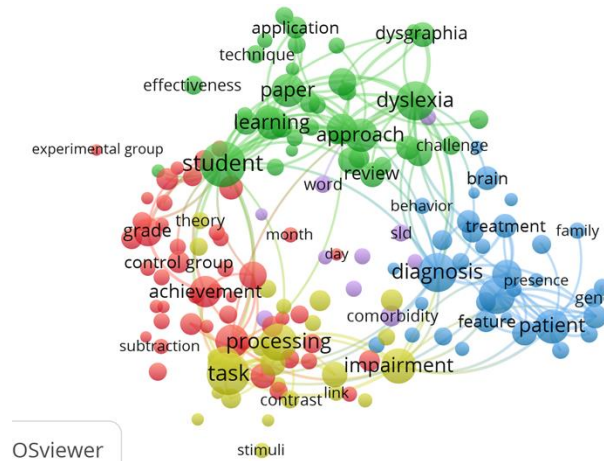 application
dysgraphia
technique
effectiveness
paper
dyslexia
learning
approach
challenge
experimental group
student
review
word
brain
behavior
grade
theory
treatment
family
month
sld
control group
day
diagnosis
presence
achievement
gen
comorbidity
feature
patient
subtraction
processing
impairment
task
link
contrast
stimuli
OSviewer